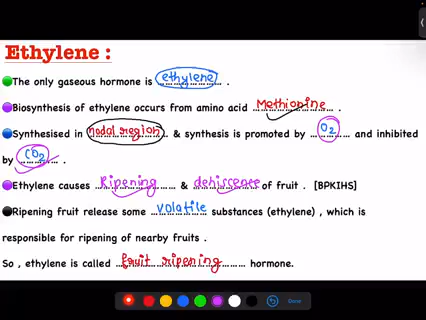 Ethylene :
The only gaseous hormone is ethylene .
Biosynthesis of ethylene occurs from amino acid Methionine .
Synthesised in nodal region & synthesis is promoted by O2 and inhibited
by CO2 .
Ethylene causes Ripening & dehiscence of fruit . [BPKIHS]
Ripening fruit release some volatile substances (ethylene) , which is
responsible for ripening of nearby fruits .
So , ethylene is called fruit ripening hormone.
Done